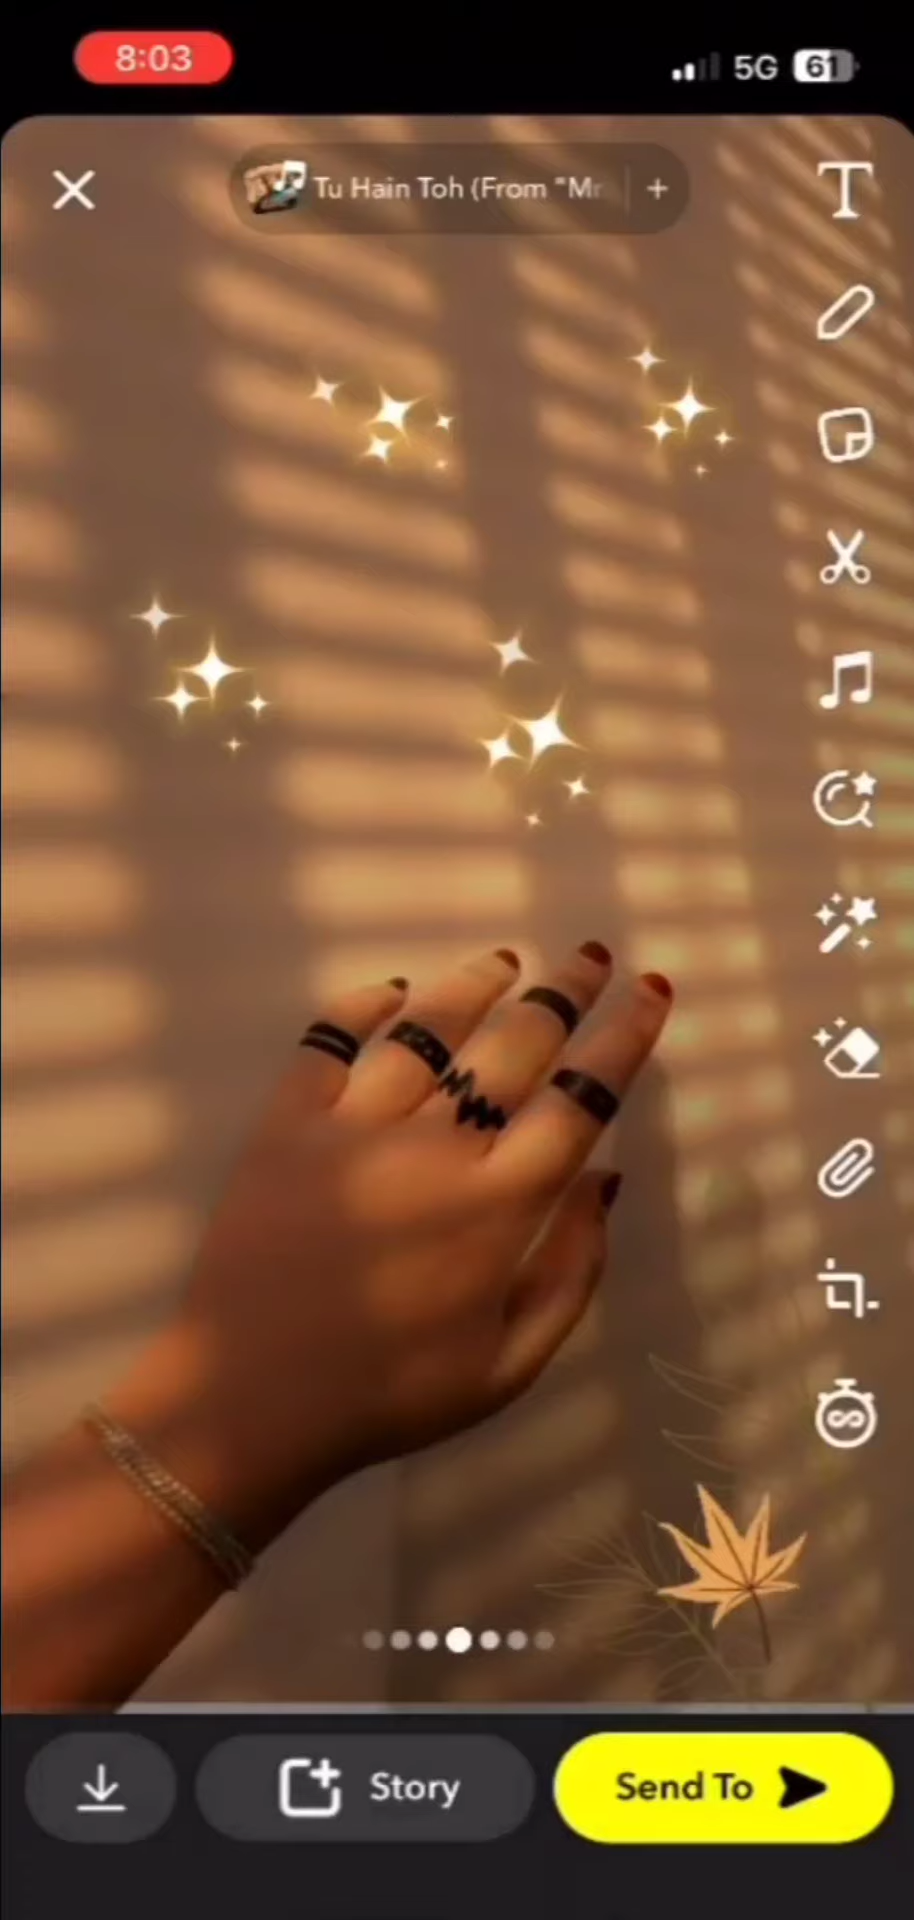 8:03
5G
61
Tu Hain Toh (From "Mr
+
T
Story
Send To